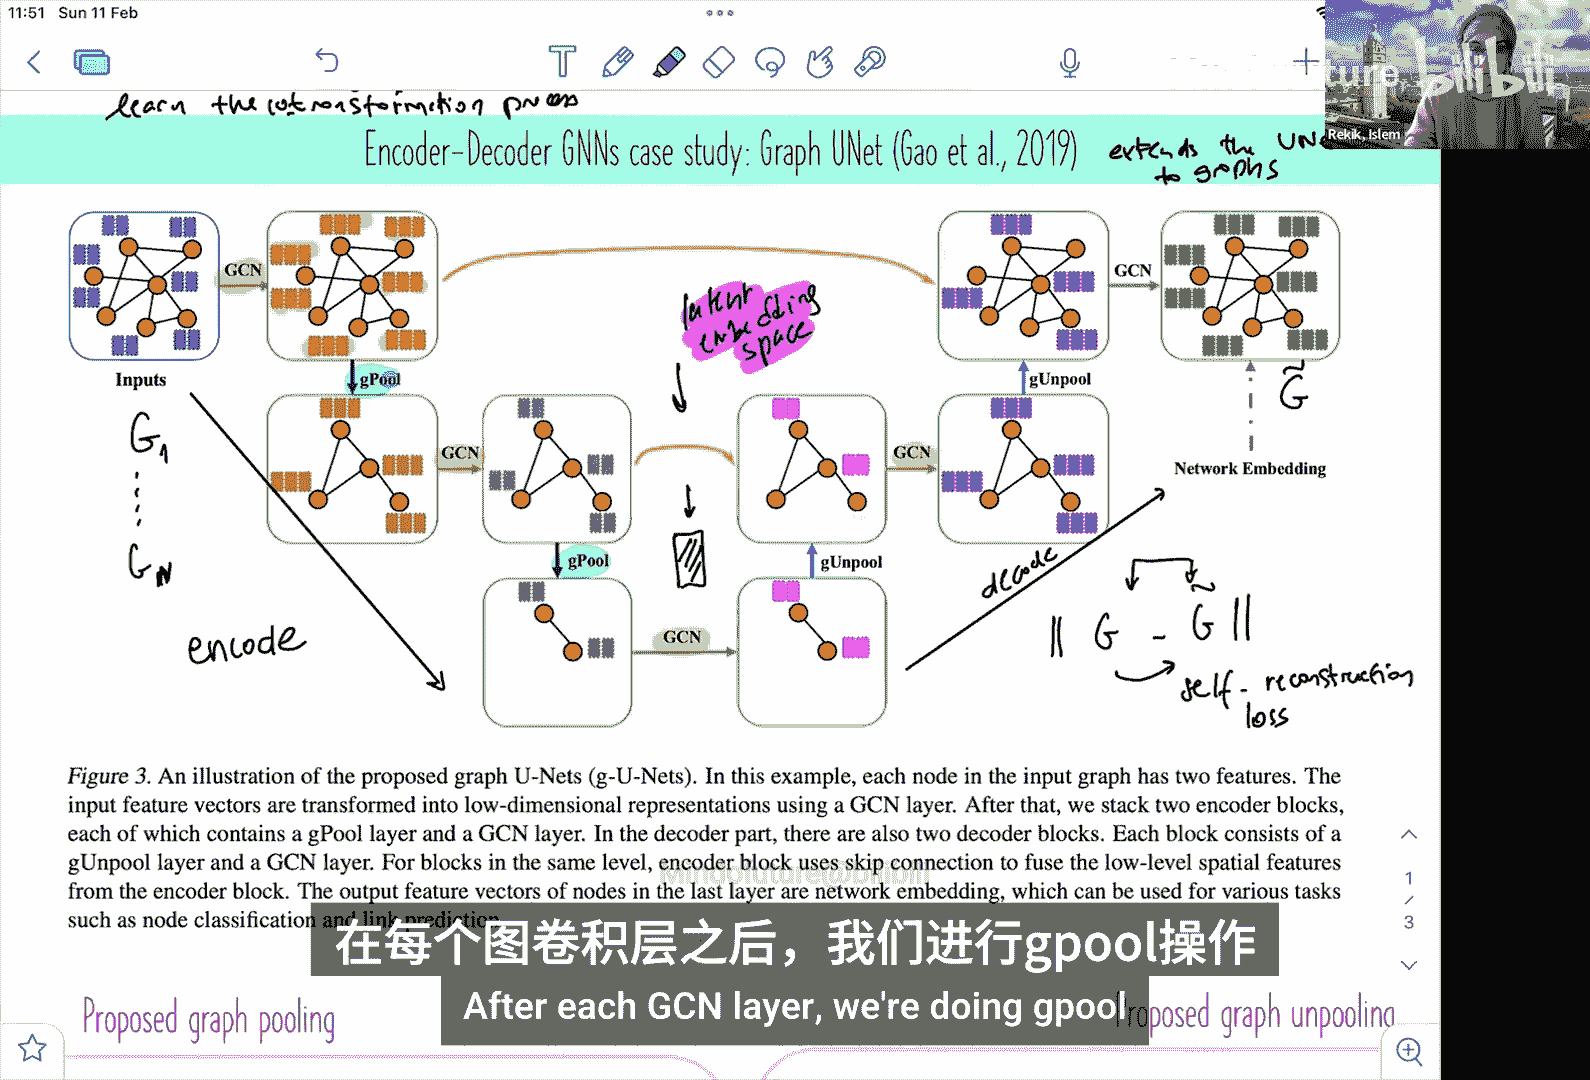 11:51 Sun 11 Feb
bilibili
Rekik, Islem
Encoder-Decoder GNNs case study: Graph UNet (Gao et al., 2019)
extends the
to graphs
GCN
GCN
latent
embedding
space
Inputs
gPool
gUnpool
G̃
G1
GN
GCN
GCN
Network Embedding
gPool
gUnpool
decode
encode
GCN
|| G - G̃ ||
self-reconstruction
loss
Figure 3. An illustration of the proposed graph U-Nets (g-U-Nets). In this example, each node in the input graph has two features. The
input feature vectors are transformed into low-dimensional representations using a GCN layer. After that, we stack two encoder blocks,
each of which contains a gPool layer and a GCN layer. In the decoder part, there are also two decoder blocks. Each block consists of a
gUnpool layer and a GCN layer. For blocks in the same level, encoder block uses skip connection to fuse the low-level spatial features
from the encoder block. The output feature vectors of nodes in the last layer are network embedding, which can be used for various tasks
such as node classification and link prediction.
1
/
3
在每个图卷积层之后，我们进行gpool操作
After each GCN layer, we're doing gpool
Proposed graph pooling
Proposed graph unpooling